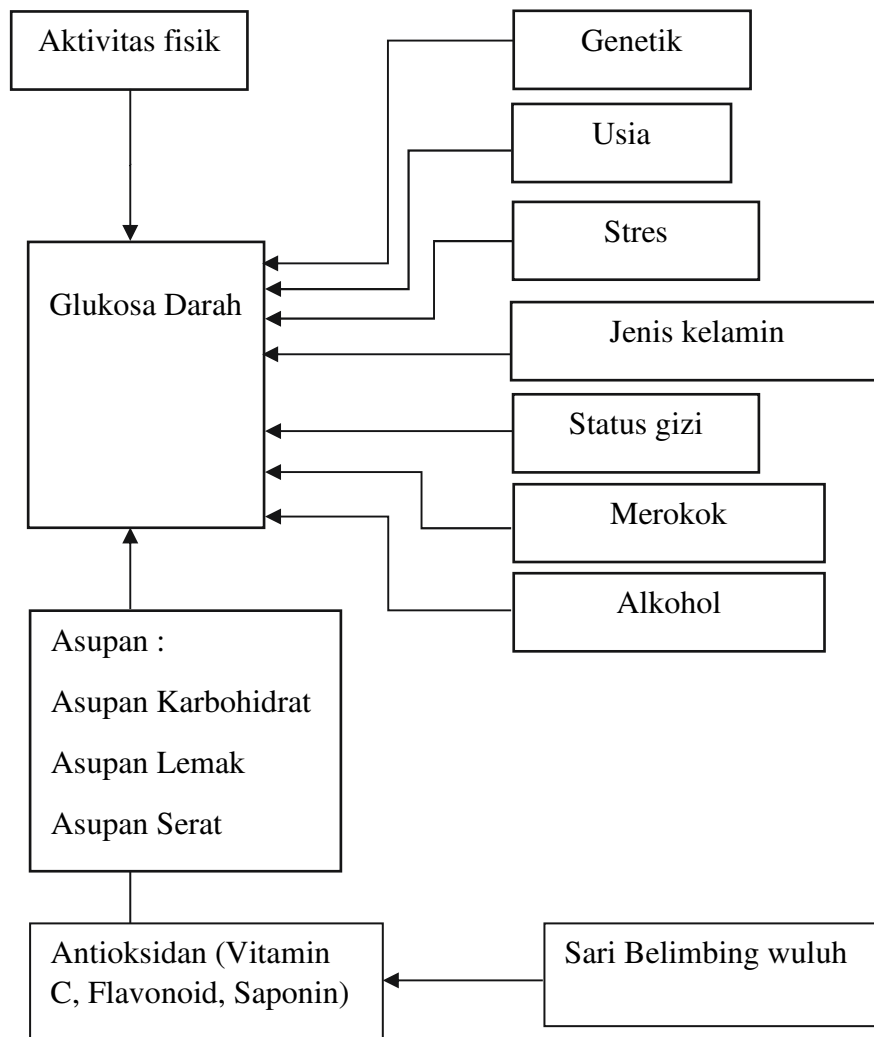 Aktivitas fisik
Genetik
Usia
Stres
Glukosa Darah
Jenis kelamin
Status gizi
Merokok
Alkohol
Asupan :
Asupan Karbohidrat
Asupan Lemak
Asupan Serat
Antioksidan (Vitamin
C, Flavonoid, Saponin)
Sari Belimbing wuluh